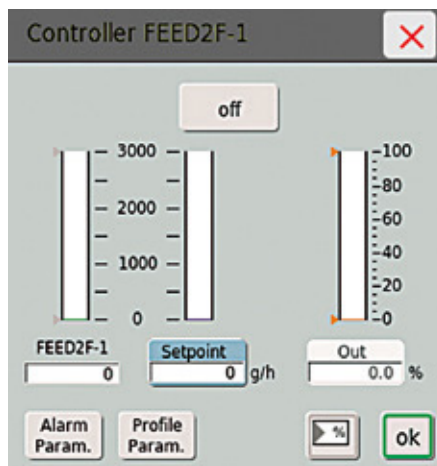 Controller FEED2F-1
off
3000
2000
1000
0
100
80
60
40
20
0
FEED2F-1
0
Setpoint
0 g/h
Out
0.0 %
Alarm Param.
Profile Param.
%
ok